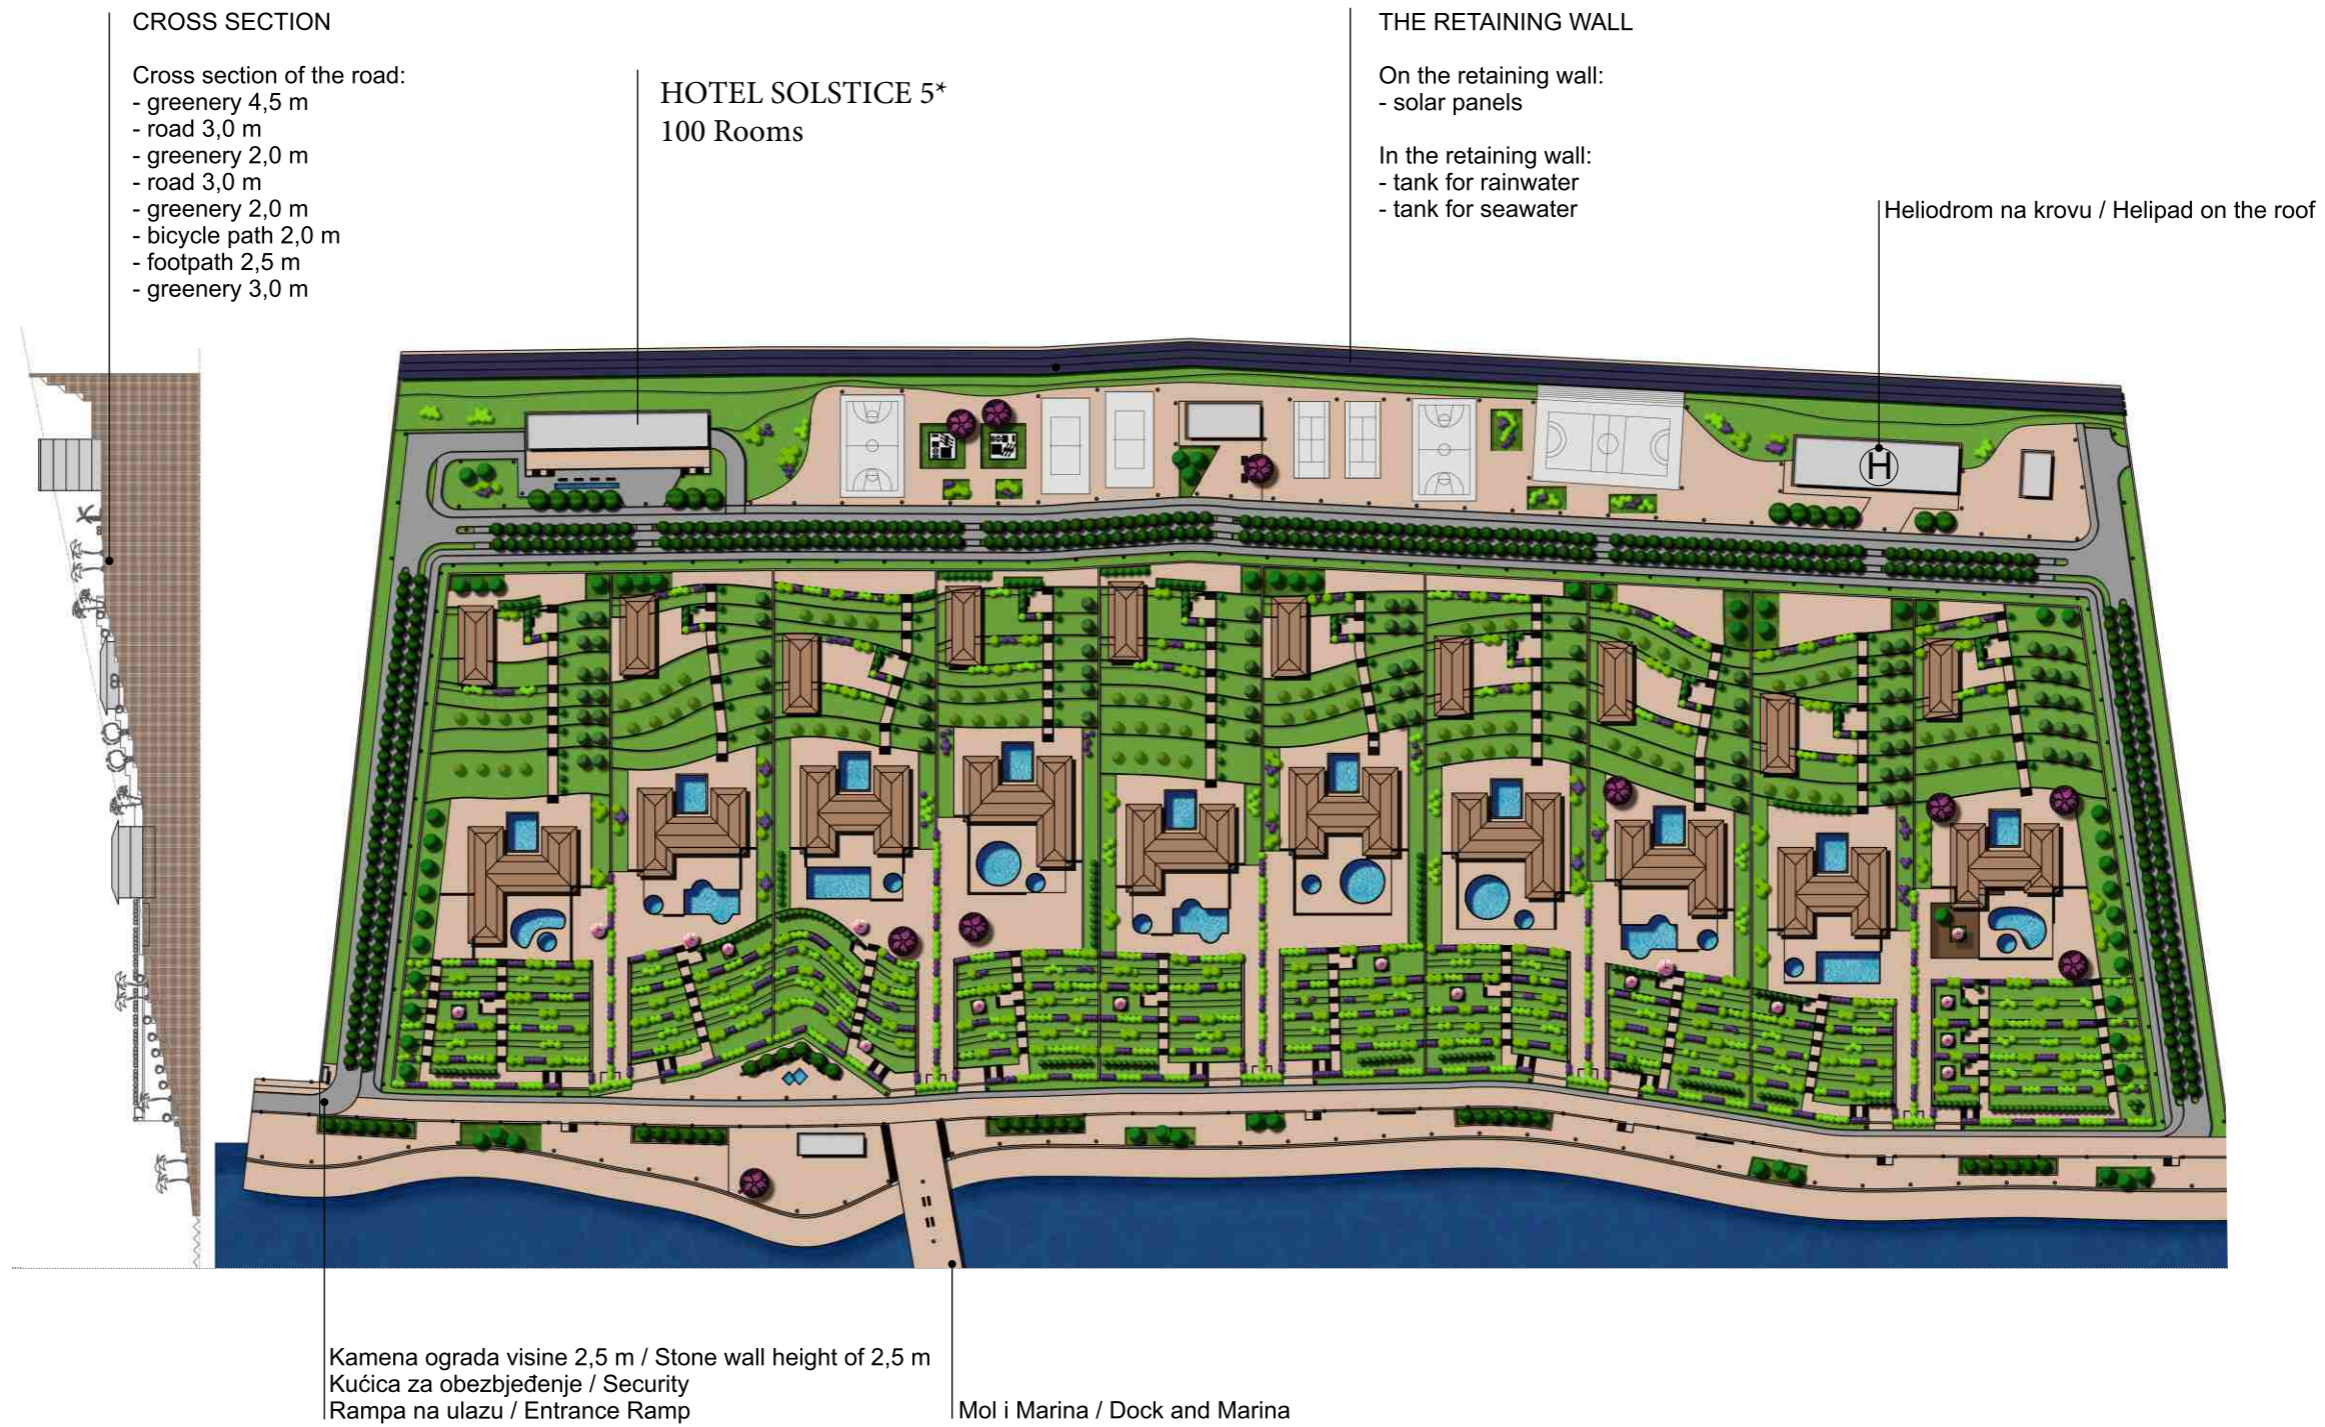 CROSS SECTION
Cross section of the road:
- greenery 4,5 m
- road 3,0 m
- greenery 2,0 m
- road 3,0 m
- greenery 2,0 m
- bicycle path 2,0 m
- footpath 2,5 m
- greenery 3,0 m
HOTEL SOLSTICE 5*
100 Rooms
THE RETAINING WALL
On the retaining wall:
- solar panels
In the retaining wall:
- tank for rainwater
- tank for seawater
Heliodrom na krovu / Helipad on the roof
H
Kamena ograda visine 2,5 m / Stone wall height of 2,5 m
Kućica za obezbjeđenje / Security
Rampa na ulazu / Entrance Ramp
Mol i Marina / Dock and Marina